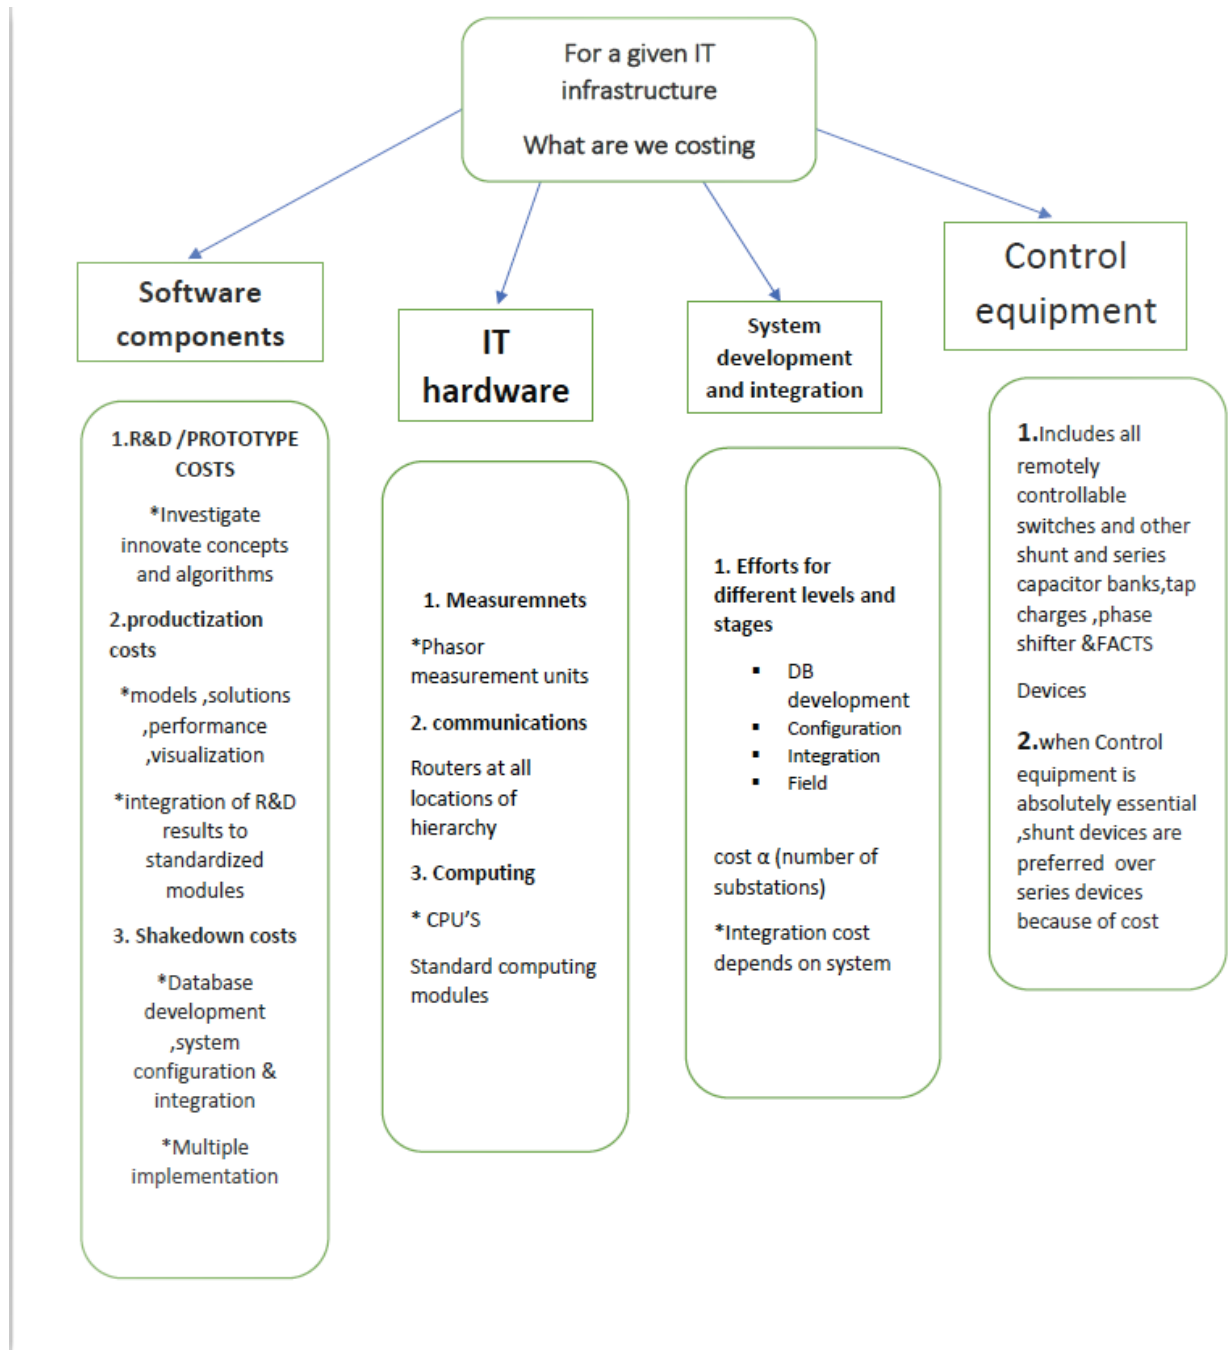 For a given IT
infrastructure
What are we costing
Software
components
1.R&D /PROTOTYPE
COSTS
*Investigate
innovate concepts
and algorithms
2.productization
costs
*models ,solutions
,performance
,visualization
*integration of R&D
results to
standardized
modules
3. Shakedown costs
*Database
development
,system
configuration &
integration
*Multiple
implementation
IT
hardware
1. Measuremnets
*Phasor
measurement units
2. communications
Routers at all
locations of
hierarchy
3. Computing
* CPU'S
Standard computing
modules
System
development
and integration
1. Efforts for
different levels and
stages
▪ DB
development
▪ Configuration
▪ Integration
▪ Field
cost α (number of
substations)
*Integration cost
depends on system
Control
equipment
1.Includes all
remotely
controllable
switches and other
shunt and series
capacitor banks,tap
charges ,phase
shifter &FACTS
Devices
2.when Control
equipment is
absolutely essential
,shunt devices are
preferred over
series devices
because of cost